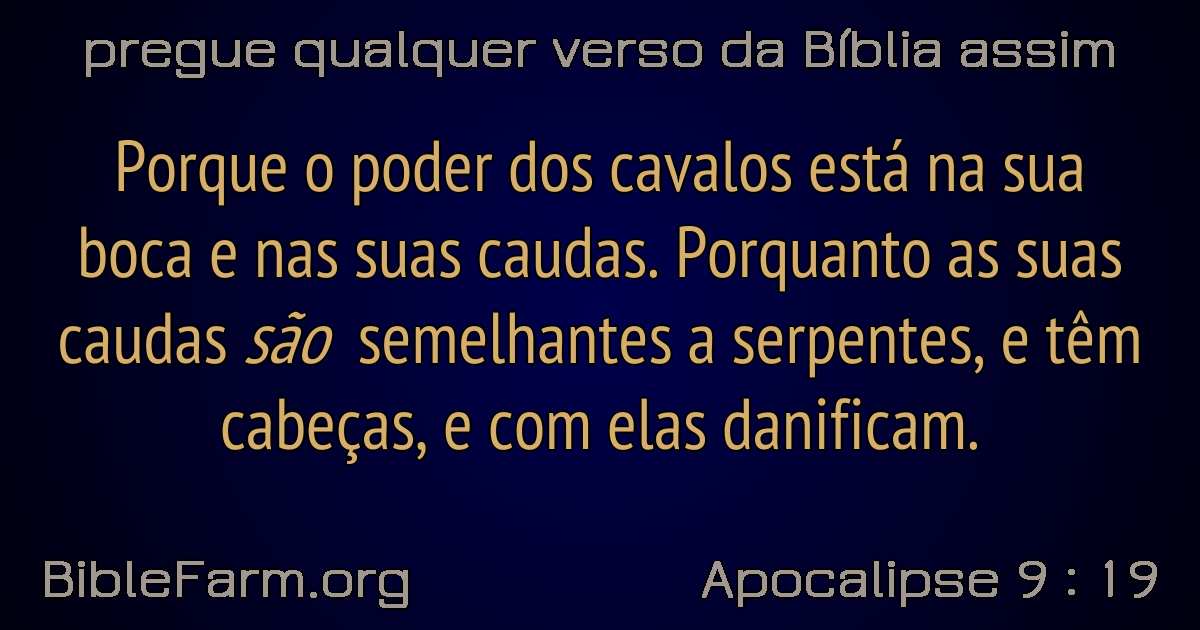 pregue qualquer verso da Bíblia assim
Porque o poder dos cavalos está na sua
boca e nas suas caudas. Porquanto as suas
caudas são semelhantes a serpentes, e têm
cabeças, e com elas danificam.
BibleFarm.org
Apocalipse 9 : 19